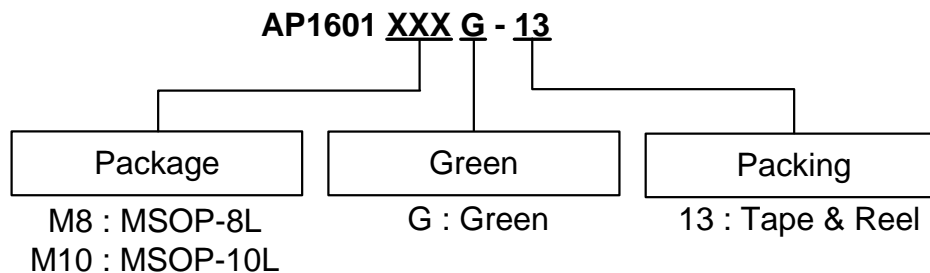 AP1601 XXX G - 13
Package
Green
Packing
M8 : MSOP-8L
M10 : MSOP-10L
G : Green
13 : Tape & Reel